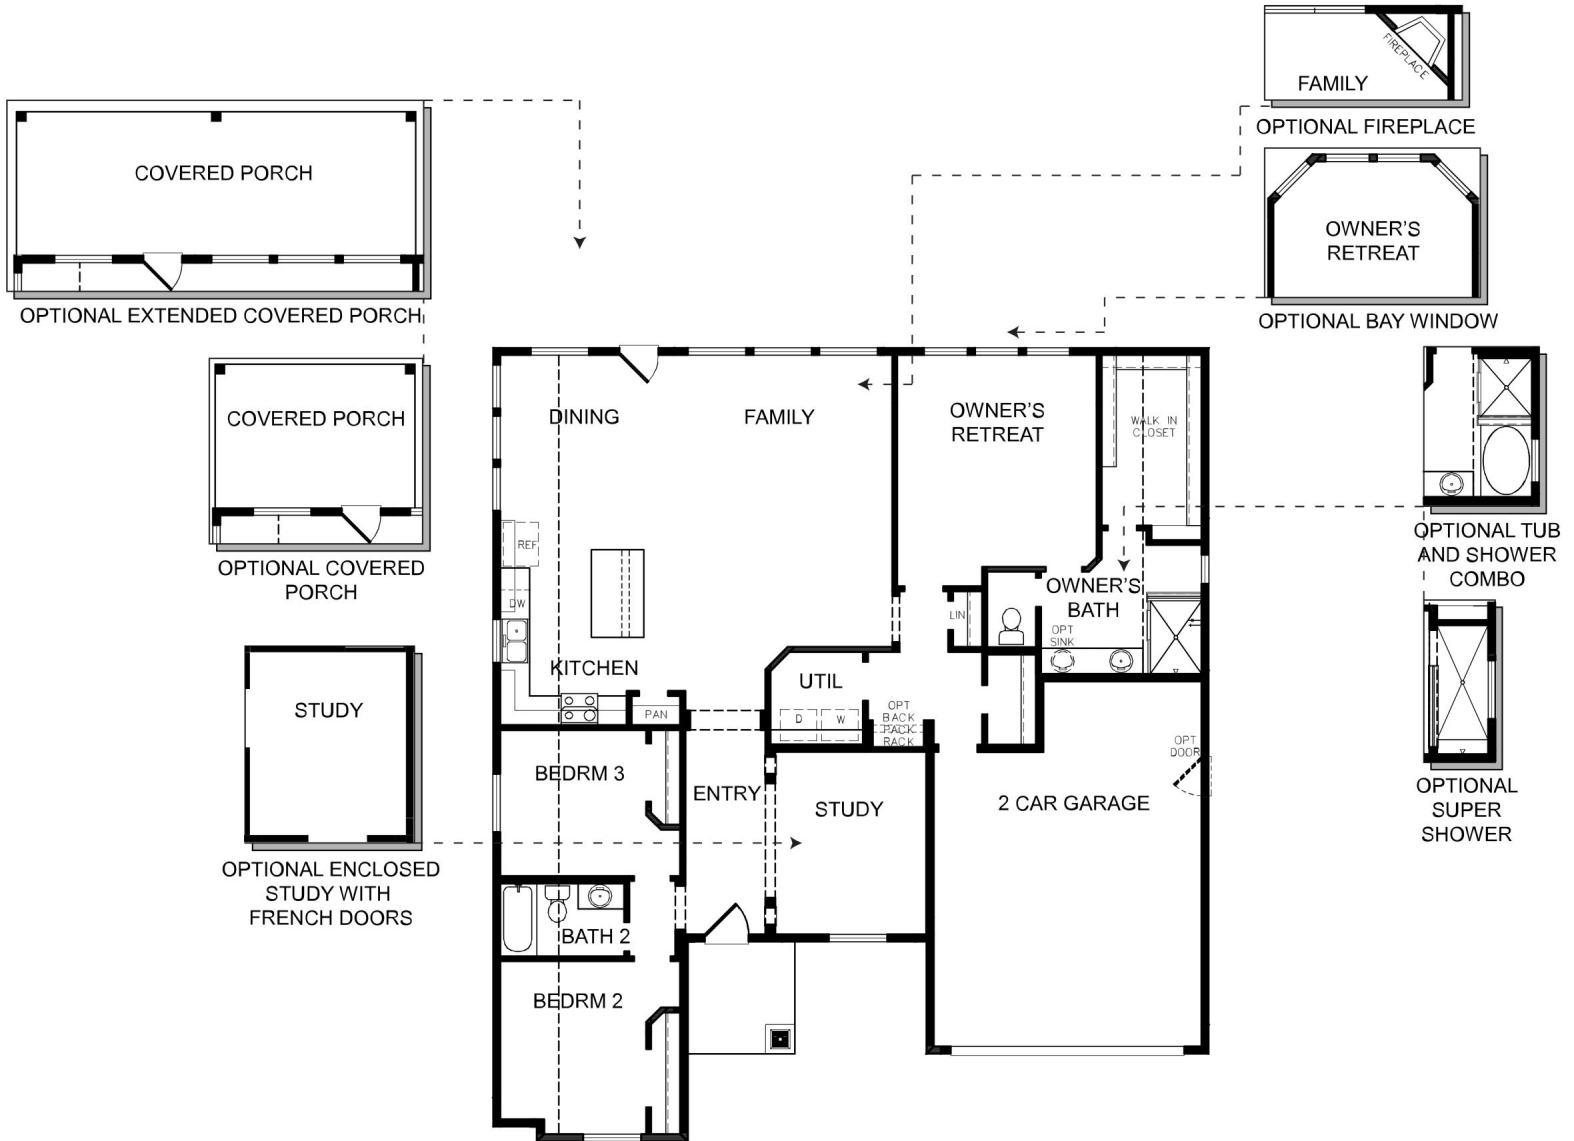 FIREPLACE
FAMILY
OPTIONAL FIREPLACE
COVERED PORCH
OPTIONAL EXTENDED COVERED PORCH
OWNER'S
RETREAT
OPTIONAL BAY WINDOW
COVERED PORCH
OPTIONAL COVERED
PORCH
DINING
FAMILY
OWNER'S
RETREAT
WALK IN
CLOSET
OPTIONAL TUB
AND SHOWER
COMBO
REF
DW
KITCHEN
PAN
LIN
OWNER'S
BATH
OPT
SINK
UTIL
D
W
OPT
BACK
PACK
RACK
OPT
DOOR
STUDY
OPTIONAL ENCLOSED
STUDY WITH
FRENCH DOORS
BEDRM 3
ENTRY
STUDY
2 CAR GARAGE
OPTIONAL
SUPER
SHOWER
BATH 2
BEDRM 2